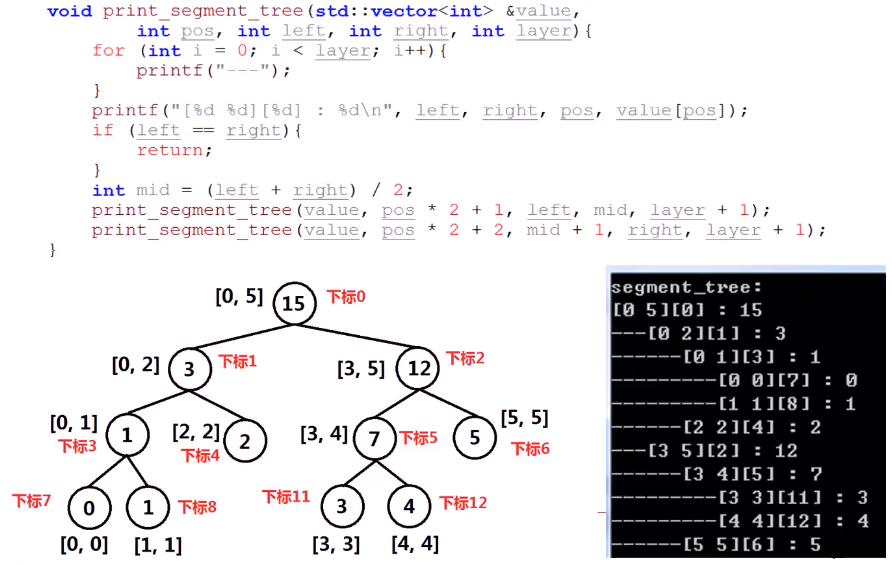 void print_segment_tree(std::vector<int> &value,
int pos, int left, int right, int layer){
for (int i = 0; i < layer; i++){
printf("---");
}
printf("[%d %d][%d] : %d\n", left, right, pos, value[pos]);
if (left == right){
return;
}
int mid = (left + right) / 2;
print_segment_tree(value, pos * 2 + 1, left, mid, layer + 1);
print_segment_tree(value, pos * 2 + 2, mid + 1, right, layer + 1);
}
[0, 5] 15 下标0
[0, 2] 3 下标1 [3, 5] 12 下标2
[0, 1] 下标3 1 [2, 2] 下标4 2 [3, 4] 7 下标5 5 [5, 5] 下标6
下标7 0 1 下标8 下标11 3 4 下标12
[0, 0] [1, 1] [3, 3] [4, 4]
segment_tree:
[0 5][0] : 15
---[0 2][1] : 3
------[0 1][3] : 1
---------[0 0][7] : 0
---------[1 1][8] : 1
------[2 2][4] : 2
---[3 5][2] : 12
------[3 4][5] : 7
---------[3 3][11] : 3
---------[4 4][12] : 4
------[5 5][6] : 5